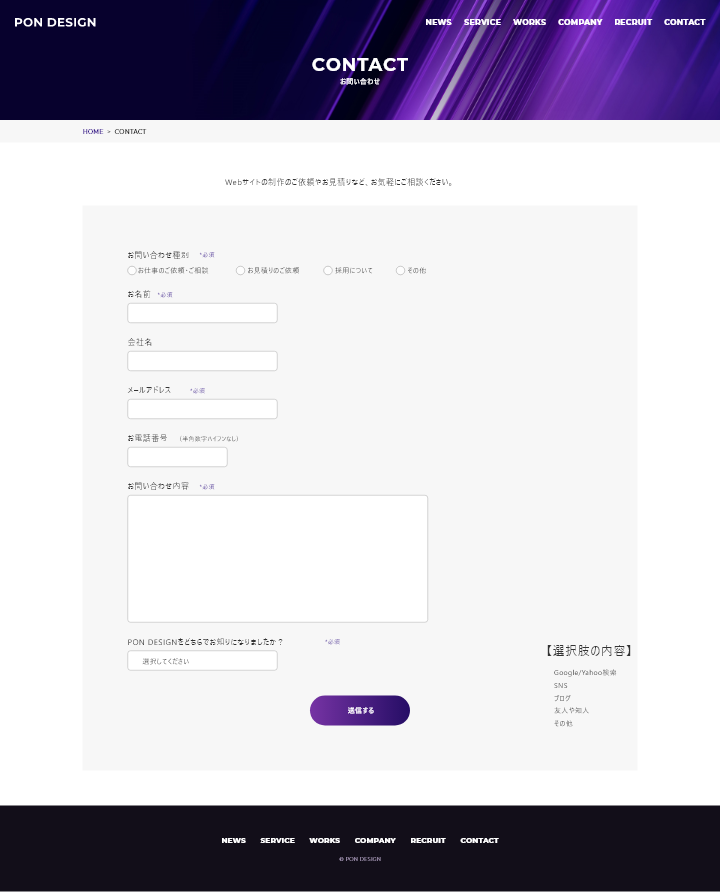 PON DESIGN
NEWS SERVICE WORKS COMPANY RECRUIT CONTACT
CONTACT
お問い合わせ
HOME > CONTACT
Webサイトの制作のご依頼やお見積りなど、お気軽にご相談ください。
お問い合わせ種別 *必須
お仕事のご依頼・ご相談 お見積りのご依頼 採用について その他
お名前 *必須
会社名
メールアドレス *必須
お電話番号 (半角数字ハイフンなし)
お問い合わせ内容 *必須
PON DESIGNをどちらでお知りになりましたか? *必須
選択してください
【選択肢の内容】
Google/Yahoo検索
SNS
ブログ
友人や知人
その他
送信する
NEWS SERVICE WORKS COMPANY RECRUIT CONTACT
© PON DESIGN